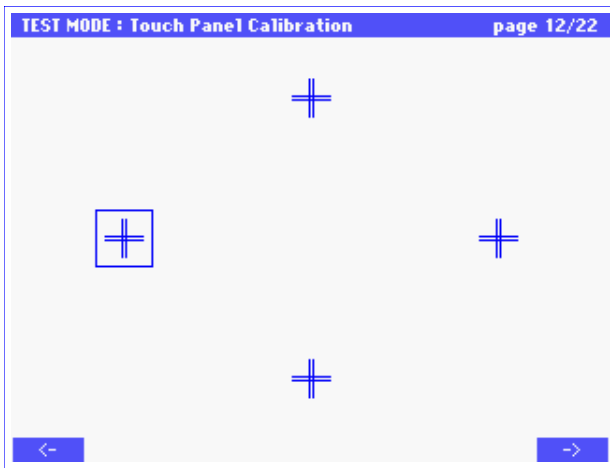 TEST MODE : Touch Panel Calibration page 12/22
<- ->